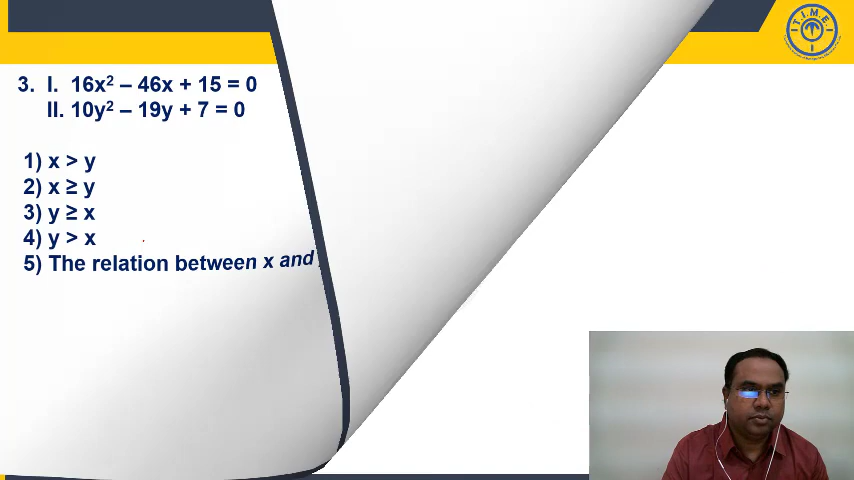 T.I.M.E.
3. I. 16x² – 46x + 15 = 0
II. 10y² – 19y + 7 = 0
1) x > y
2) x ≥ y
3) y ≥ x
4) y > x
5) The relation between x and